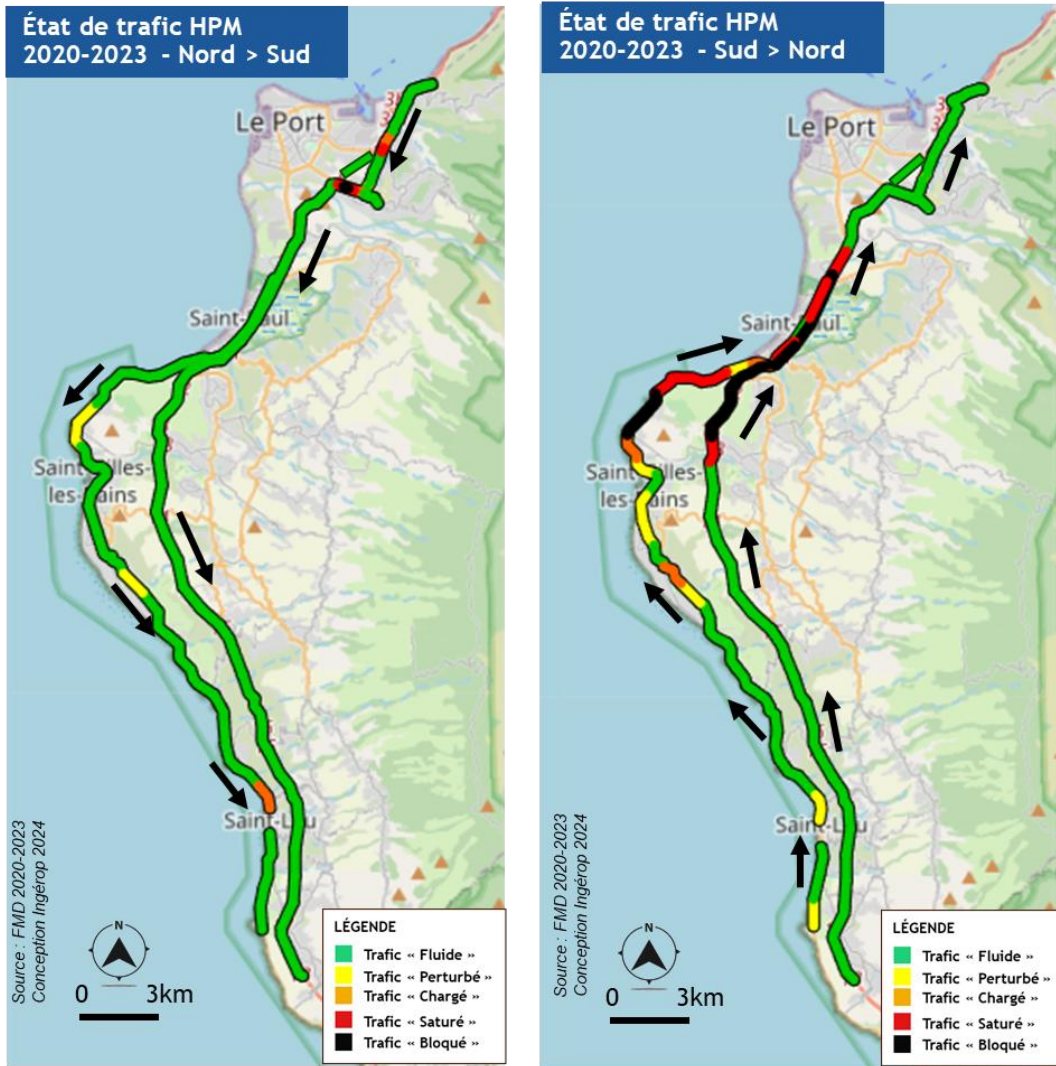 État de trafic HPM
2020-2023 - Nord > Sud
Le Port
Saint-Paul
Saint-Gilles-
les-Bains
Saint-Leu
Source : FMD 2020-2023
Conception Ingérop 2024
N
0 3km
LÉGENDE
Trafic « Fluide »
Trafic « Perturbé »
Trafic « Chargé »
Trafic « Saturé »
Trafic « Bloqué »
État de trafic HPM
2020-2023 - Sud > Nord
Le Port
Saint-Paul
Saint-Gilles-
les-Bains
Saint-Leu
Source : FMD 2020-2023
Conception Ingérop 2024
N
0 3km
LÉGENDE
Trafic « Fluide »
Trafic « Perturbé »
Trafic « Chargé »
Trafic « Saturé »
Trafic « Bloqué »